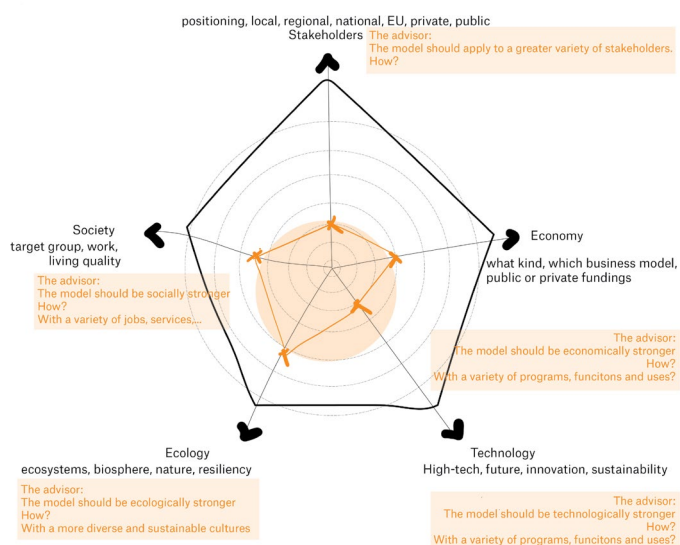 positioning, local, regional, national, EU, private, public
Stakeholders
The advisor:
The model should apply to a greater variety of stakeholders.
How?
Society
target group, work,
living quality
The advisor:
The model should be socially stronger
How?
With a variety of jobs, services,...
Economy
what kind, which business model,
public or private fundings
The advisor:
The model should be economically stronger
How?
With a variety of programs, funcitons and uses?
Ecology
ecosystems, biosphere, nature, resiliency
The advisor:
The model should be ecologically stronger
How?
With a more diverse and sustainable cultures
Technology
High-tech, future, innovation, sustainability
The advisor:
The model should be technologically stronger
How?
With a variety of programs, funcitons and uses?